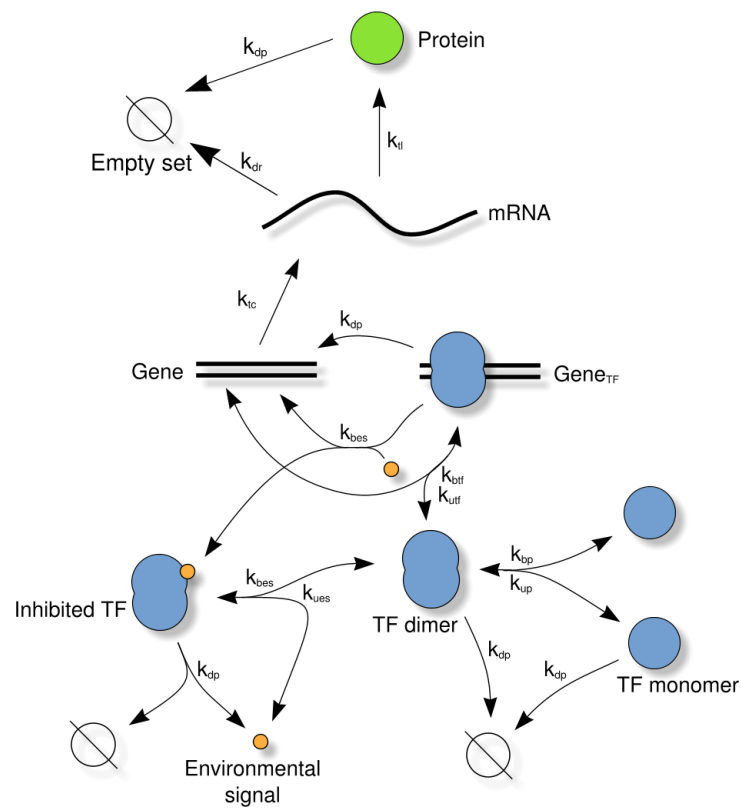 Protein
kdp
ktl
Empty set
kdr
mRNA
ktc
kdp
Gene
GeneTF
kbes
kbtf
kutf
kbp
kbes
kup
kues
Inhibited TF
TF dimer
kdp
kdp
kdp
TF monomer
Environmental
signal